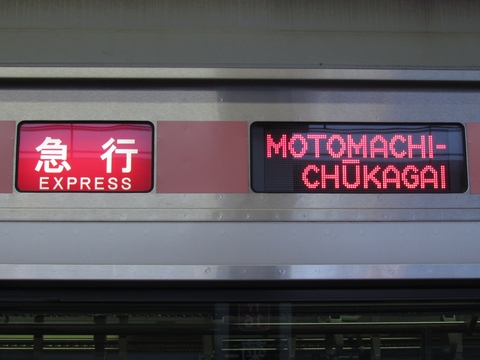 急行
EXPRESS
MOTOMACHI-
CHŪKAGAI